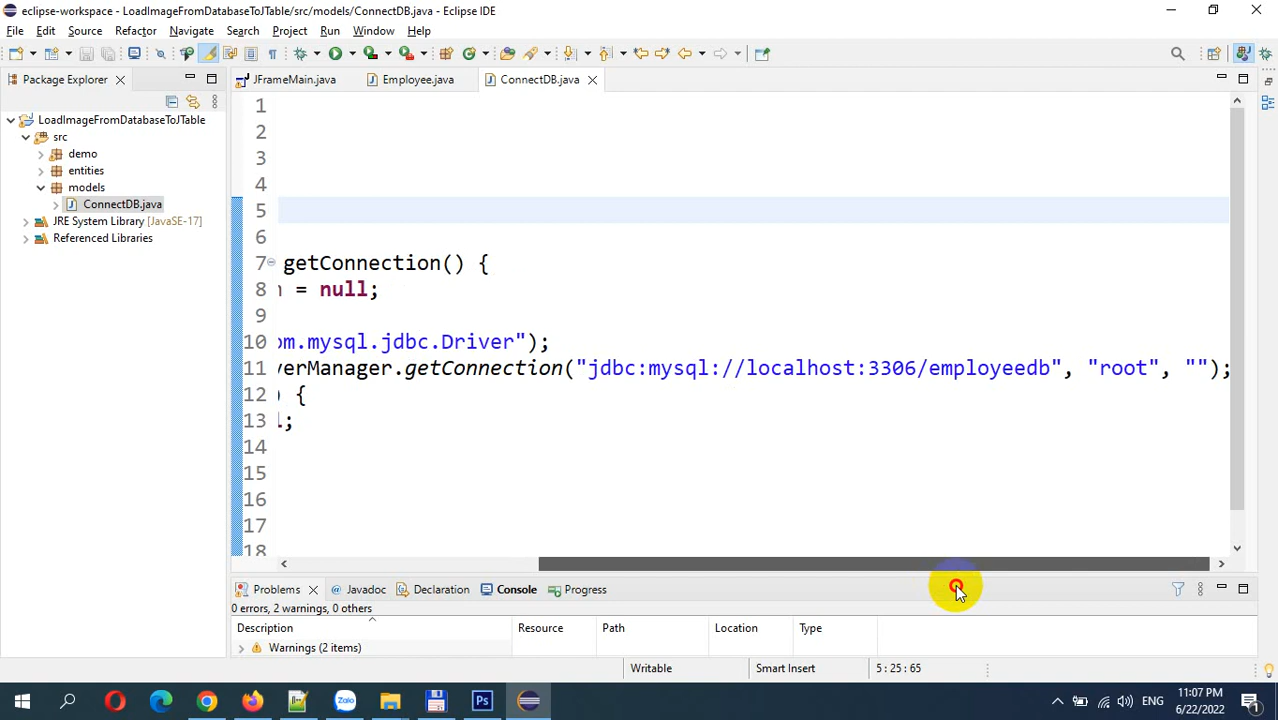 eclipse-workspace - LoadImageFromDatabaseToJTable/src/models/ConnectDB.java - Eclipse IDE
File Edit Source Refactor Navigate Search Project Run Window Help
Package Explorer
JFrameMain.java Employee.java ConnectDB.java
LoadImageFromDatabaseToJTable
src
demo
entities
models
ConnectDB.java
JRE System Library [JavaSE-17]
Referenced Libraries
1
2
3
4
5
6
7 getConnection() {
8 = null;
9
10 om.mysql.jdbc.Driver");
11 verManager.getConnection("jdbc:mysql://localhost:3306/employeedb", "root", "");
12 ) {
13 l;
14
15
16
17
18
Problems Javadoc Declaration Console Progress
0 errors, 2 warnings, 0 others
Description Resource Path Location Type
Warnings (2 items)
Writable Smart Insert 5 : 25 : 65
Zalo Ps ENG
11:07 PM
6/22/2022
1